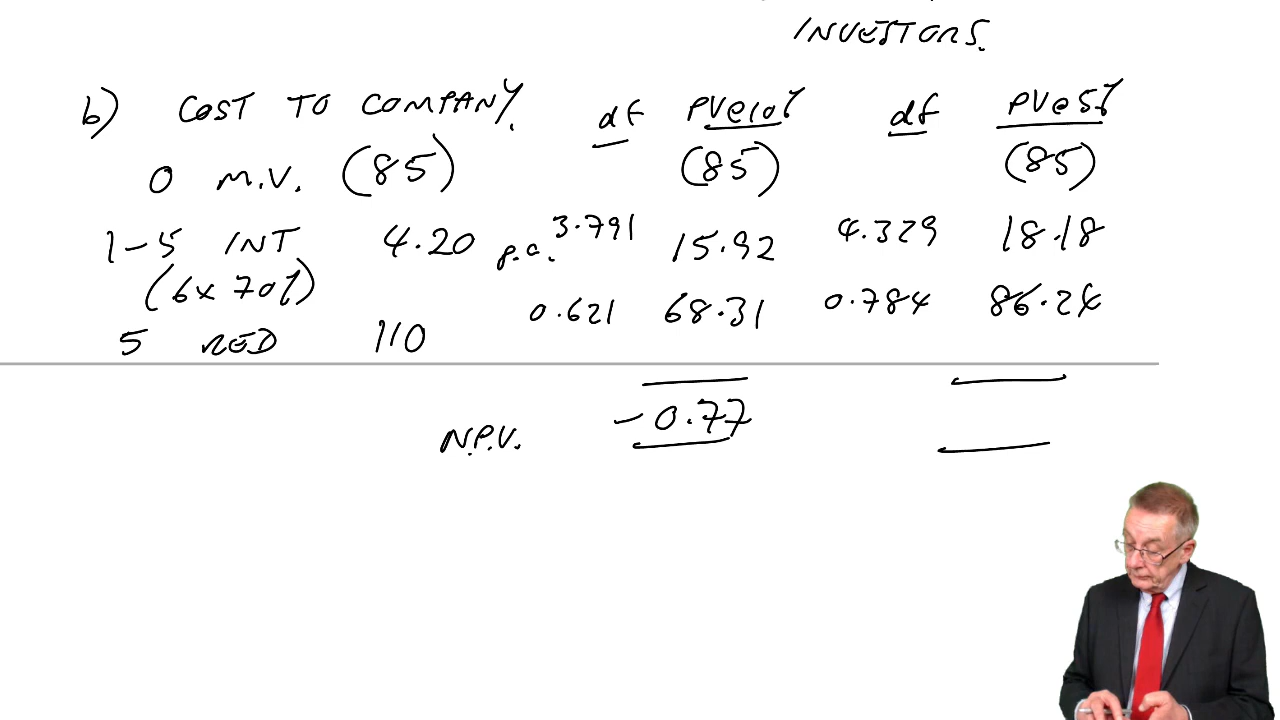 INVESTORS.
b) COST TO COMPANY. df PV@10% df PV@5%
0 M.V. (85) (85) (85)
1-5 INT 4.20 p.a. 3.791 15.92 4.329 18.18
(6x70%)
5 RED 110 0.621 68.31 0.784 86.24
N.P.V. -0.77